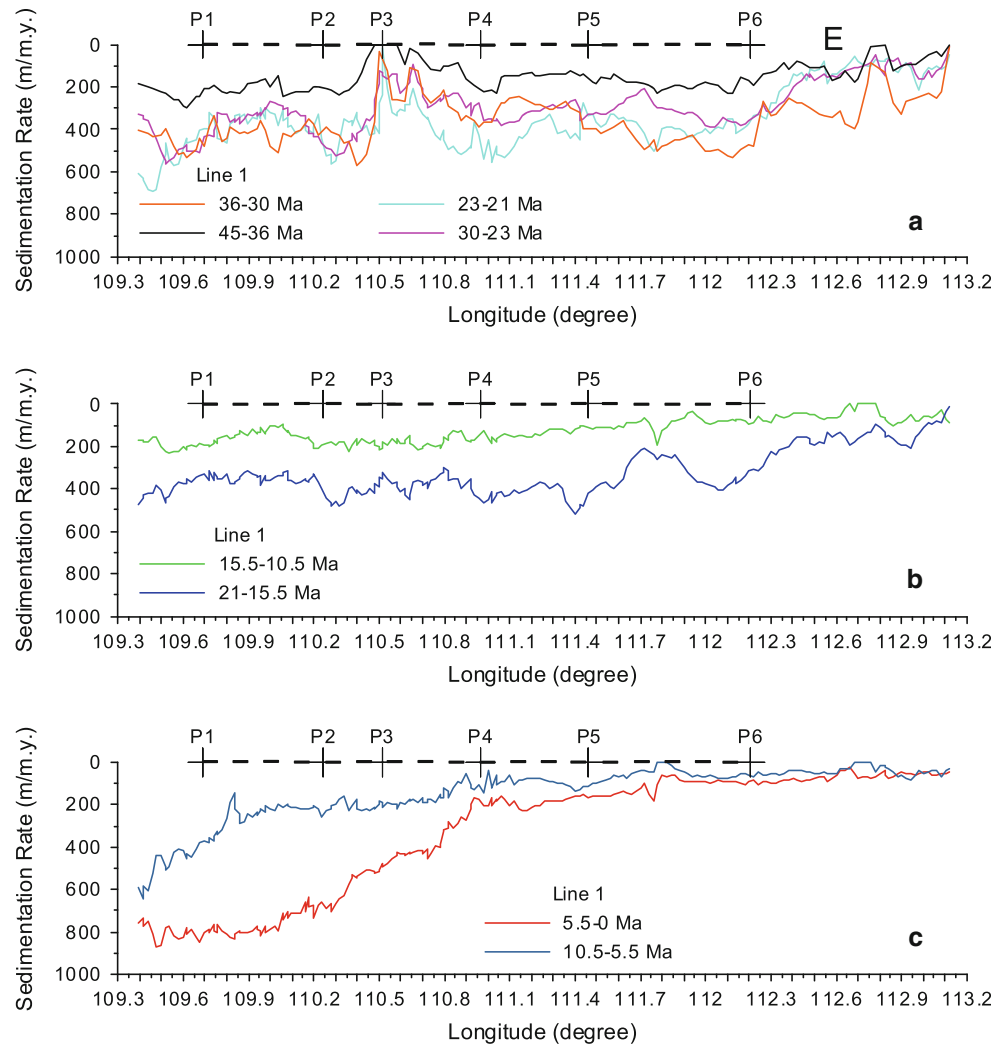 P1 P2 P3 P4 P5 P6
E
0
200
400
600
800
1000
Sedimentation Rate (m/m.y.)
Line 1
36-30 Ma 23-21 Ma
45-36 Ma 30-23 Ma
a
109.3 109.6 109.9 110.2 110.5 110.8 111.1 111.4 111.7 112 112.3 112.6 112.9 113.2
Longitude (degree)
P1 P2 P3 P4 P5 P6
0
200
400
600
800
1000
Sedimentation Rate (m/m.y.)
Line 1
15.5-10.5 Ma
21-15.5 Ma
b
109.3 109.6 109.9 110.2 110.5 110.8 111.1 111.4 111.7 112 112.3 112.6 112.9 113.2
Longitude (degree)
P1 P2 P3 P4 P5 P6
0
200
400
600
800
1000
Sedimentation Rate (m/m.y.)
Line 1
5.5-0 Ma
10.5-5.5 Ma
c
109.3 109.6 109.9 110.2 110.5 110.8 111.1 111.4 111.7 112 112.3 112.6 112.9 113.2
Longitude (degree)